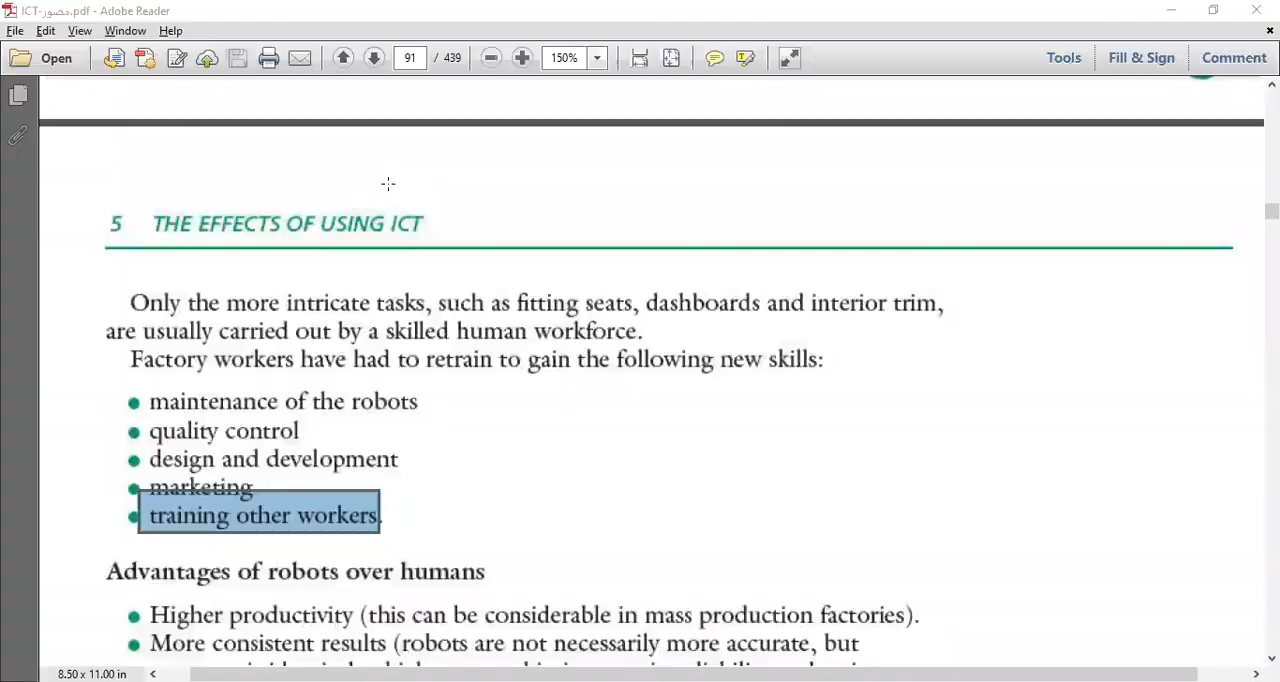 ICT-مصور.pdf - Adobe Reader
File Edit View Window Help
Open 91 / 439 150% Tools Fill & Sign Comment
5 THE EFFECTS OF USING ICT
Only the more intricate tasks, such as fitting seats, dashboards and interior trim,
are usually carried out by a skilled human workforce.
Factory workers have had to retrain to gain the following new skills:
● maintenance of the robots
● quality control
● design and development
● marketing
● training other workers.
Advantages of robots over humans
● Higher productivity (this can be considerable in mass production factories).
● More consistent results (robots are not necessarily more accurate, but
8.50 x 11.00 in